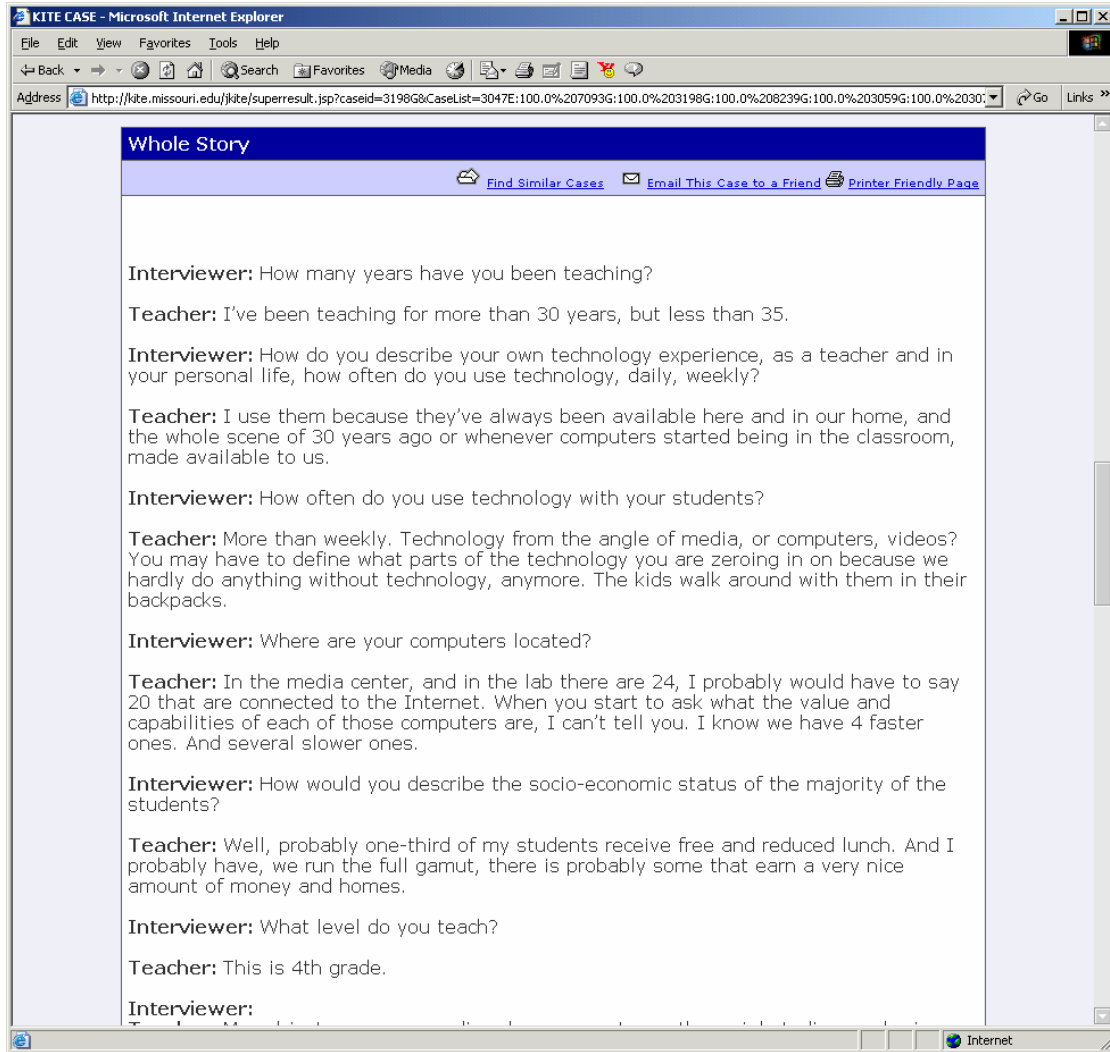 KITE CASE - Microsoft Internet Explorer
File Edit View Favorites Tools Help
Back Search Favorites Media
Address http://kite.missouri.edu/jkite/superresult.jsp?caseid=3198G&CaseList=3047E:100.0%207093G:100.0%203198G:100.0%208239G:100.0%203059G:100.0%2030 Go Links »
Whole Story
Find Similar Cases Email This Case to a Friend Printer Friendly Page
Interviewer: How many years have you been teaching?
Teacher: I've been teaching for more than 30 years, but less than 35.
Interviewer: How do you describe your own technology experience, as a teacher and in
your personal life, how often do you use technology, daily, weekly?
Teacher: I use them because they've always been available here and in our home, and
the whole scene of 30 years ago or whenever computers started being in the classroom,
made available to us.
Interviewer: How often do you use technology with your students?
Teacher: More than weekly. Technology from the angle of media, or computers, videos?
You may have to define what parts of the technology you are zeroing in on because we
hardly do anything without technology, anymore. The kids walk around with them in their
backpacks.
Interviewer: Where are your computers located?
Teacher: In the media center, and in the lab there are 24, I probably would have to say
20 that are connected to the Internet. When you start to ask what the value and
capabilities of each of those computers are, I can't tell you. I know we have 4 faster
ones. And several slower ones.
Interviewer: How would you describe the socio-economic status of the majority of the
students?
Teacher: Well, probably one-third of my students receive free and reduced lunch. And I
probably have, we run the full gamut, there is probably some that earn a very nice
amount of money and homes.
Interviewer: What level do you teach?
Teacher: This is 4th grade.
Interviewer:
Internet